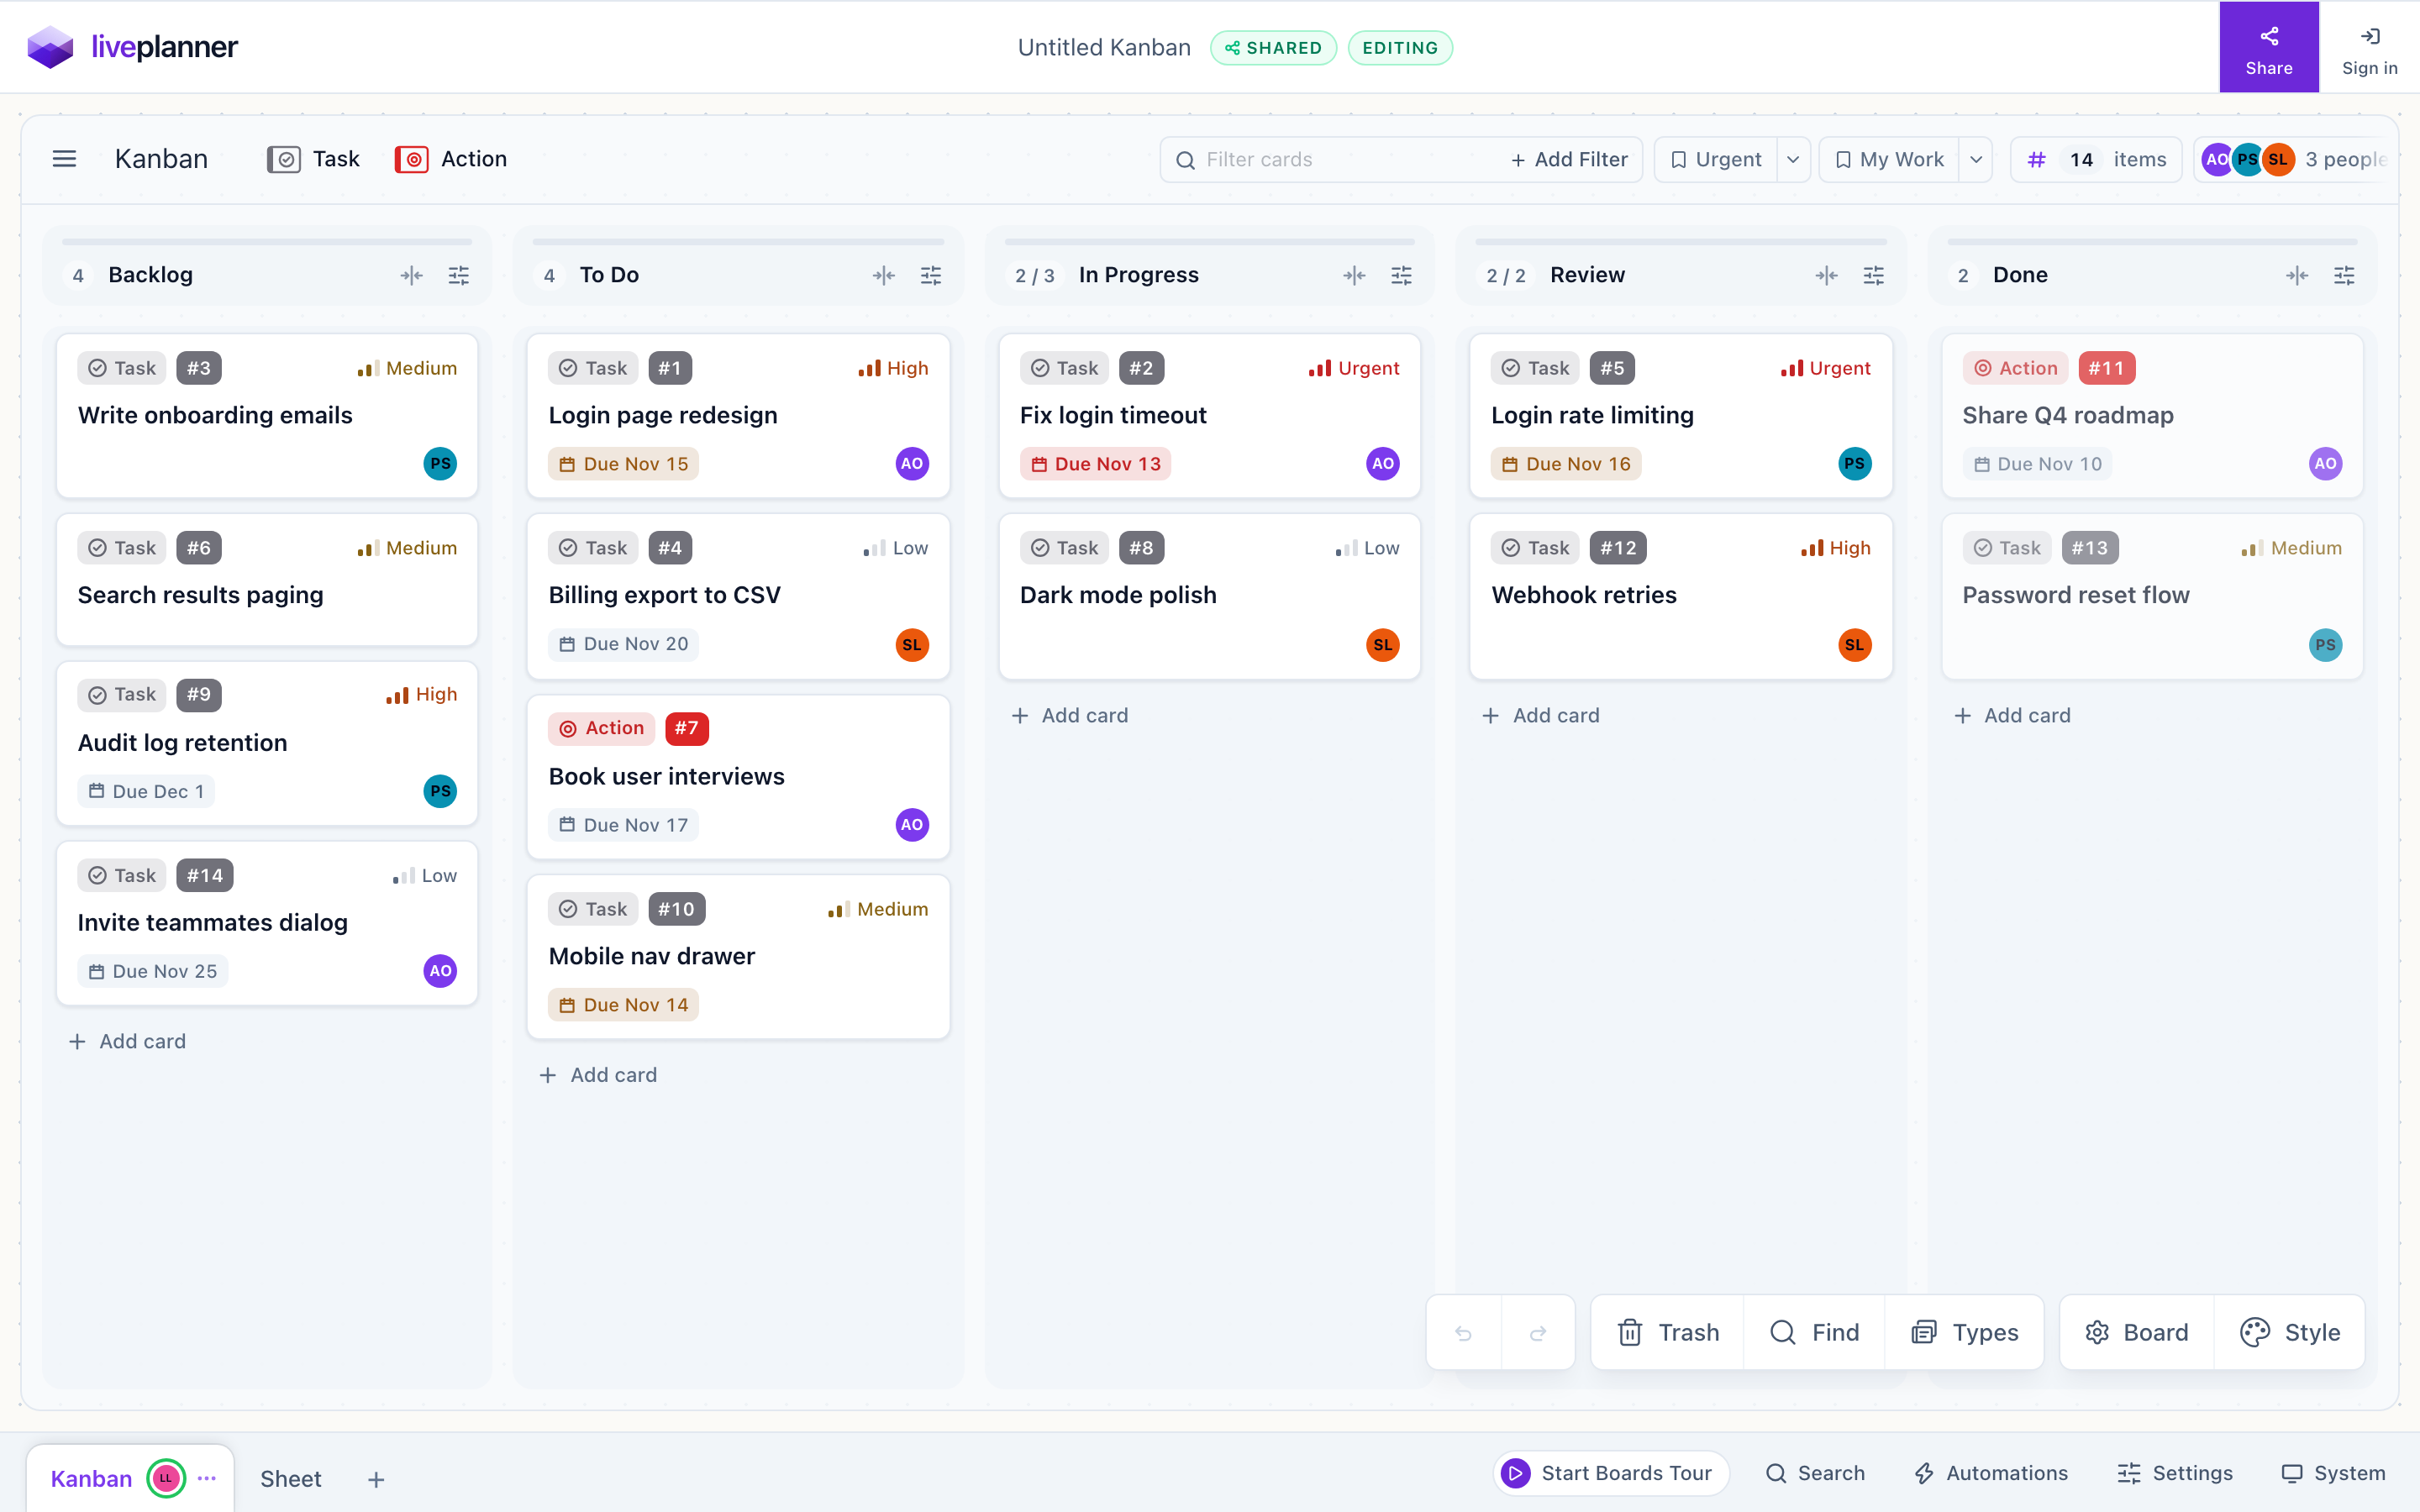 liveplanner
Untitled Kanban SHARED EDITING
Share
Sign in
Kanban Task Action
Filter cards + Add Filter Urgent My Work # 14 items AO PS SL 3 people
4 Backlog
Task #3 Medium
Write onboarding emails
PS
Task #6 Medium
Search results paging
Task #9 High
Audit log retention
Due Dec 1 PS
Task #14 Low
Invite teammates dialog
Due Nov 25 AO
+ Add card
4 To Do
Task #1 High
Login page redesign
Due Nov 15 AO
Task #4 Low
Billing export to CSV
Due Nov 20 SL
Action #7
Book user interviews
Due Nov 17 AO
Task #10 Medium
Mobile nav drawer
Due Nov 14
+ Add card
2 / 3 In Progress
Task #2 Urgent
Fix login timeout
Due Nov 13 AO
Task #8 Low
Dark mode polish
SL
+ Add card
2 / 2 Review
Task #5 Urgent
Login rate limiting
Due Nov 16 PS
Task #12 High
Webhook retries
SL
+ Add card
2 Done
Action #11
Share Q4 roadmap
Due Nov 10 AO
Task #13 Medium
Password reset flow
PS
+ Add card
Trash Find Types Board Style
Kanban LL ... Sheet +
Start Boards Tour Search Automations Settings System